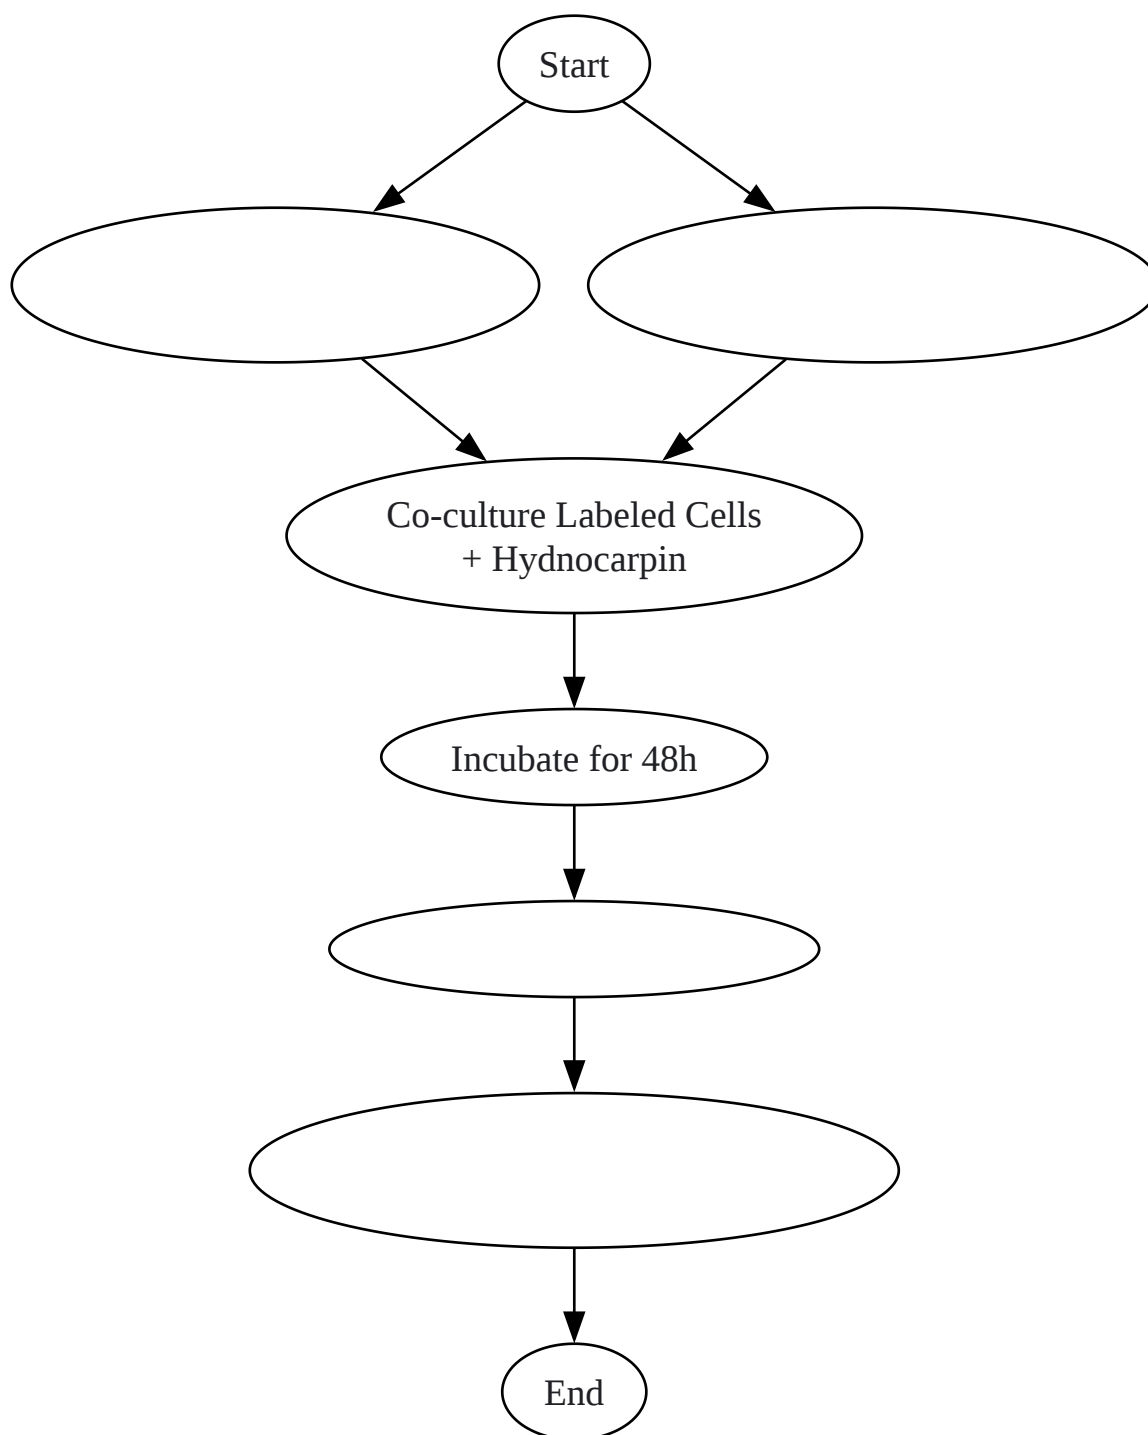 Start
Co-culture Labeled Cells
+ Hydnocarpin
Incubate for 48h
End